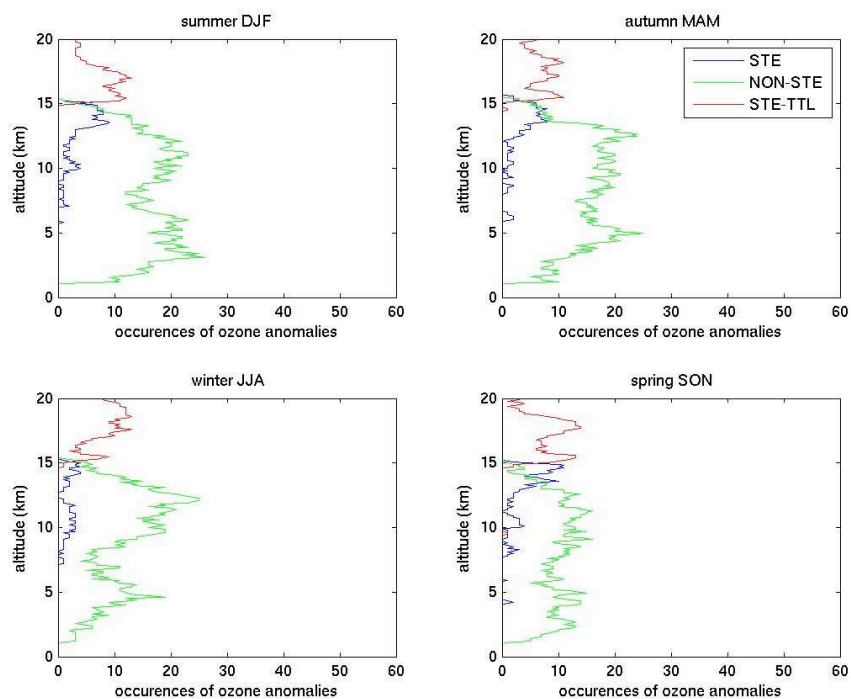 summer DJF
20
15
10
5
0
altitude (km)
0 10 20 30 40 50 60
occurences of ozone anomalies
autumn MAM
STE
NON-STE
STE-TTL
20
15
10
5
0
altitude (km)
0 10 20 30 40 50 60
occurences of ozone anomalies
winter JJA
20
15
10
5
0
altitude (km)
0 10 20 30 40 50 60
occurences of ozone anomalies
spring SON
20
15
10
5
0
altitude (km)
0 10 20 30 40 50 60
occurences of ozone anomalies